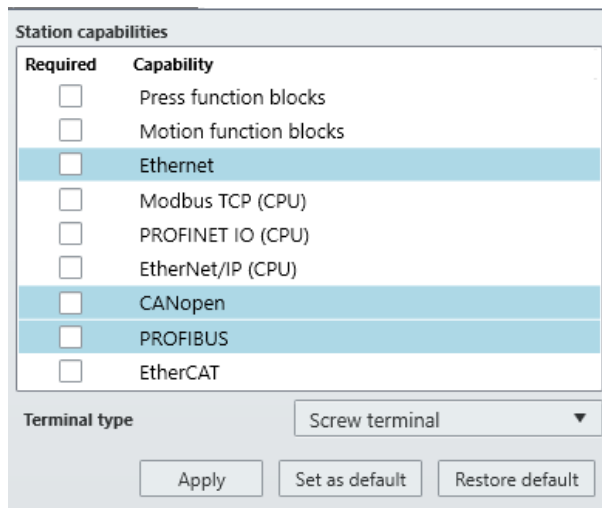 Station capabilities
Required Capability
Press function blocks
Motion function blocks
Ethernet
Modbus TCP (CPU)
PROFINET IO (CPU)
EtherNet/IP (CPU)
CANopen
PROFIBUS
EtherCAT
Terminal type Screw terminal
Apply Set as default Restore default